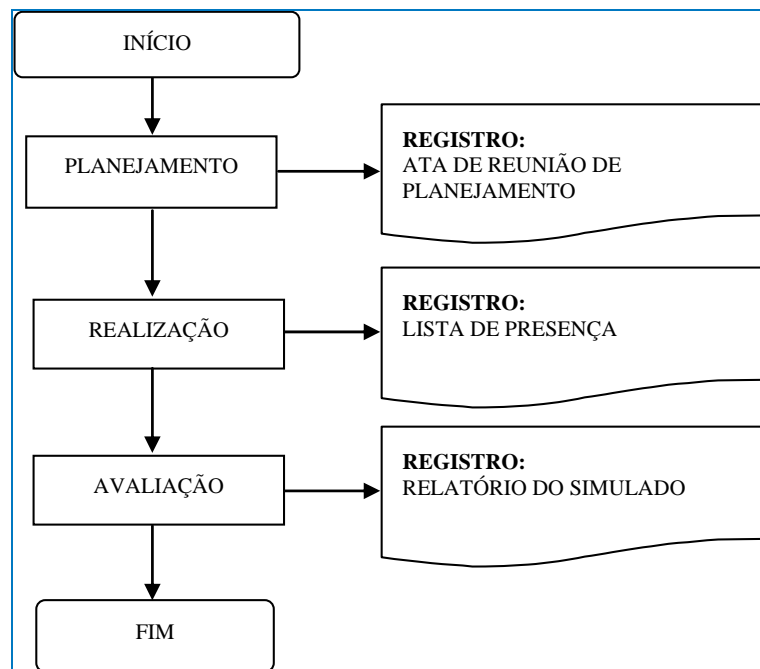 INÍCIO
PLANEJAMENTO
REGISTRO:
ATA DE REUNIÃO DE
PLANEJAMENTO
REALIZAÇÃO
REGISTRO:
LISTA DE PRESENÇA
AVALIAÇÃO
REGISTRO:
RELATÓRIO DO SIMULADO
FIM